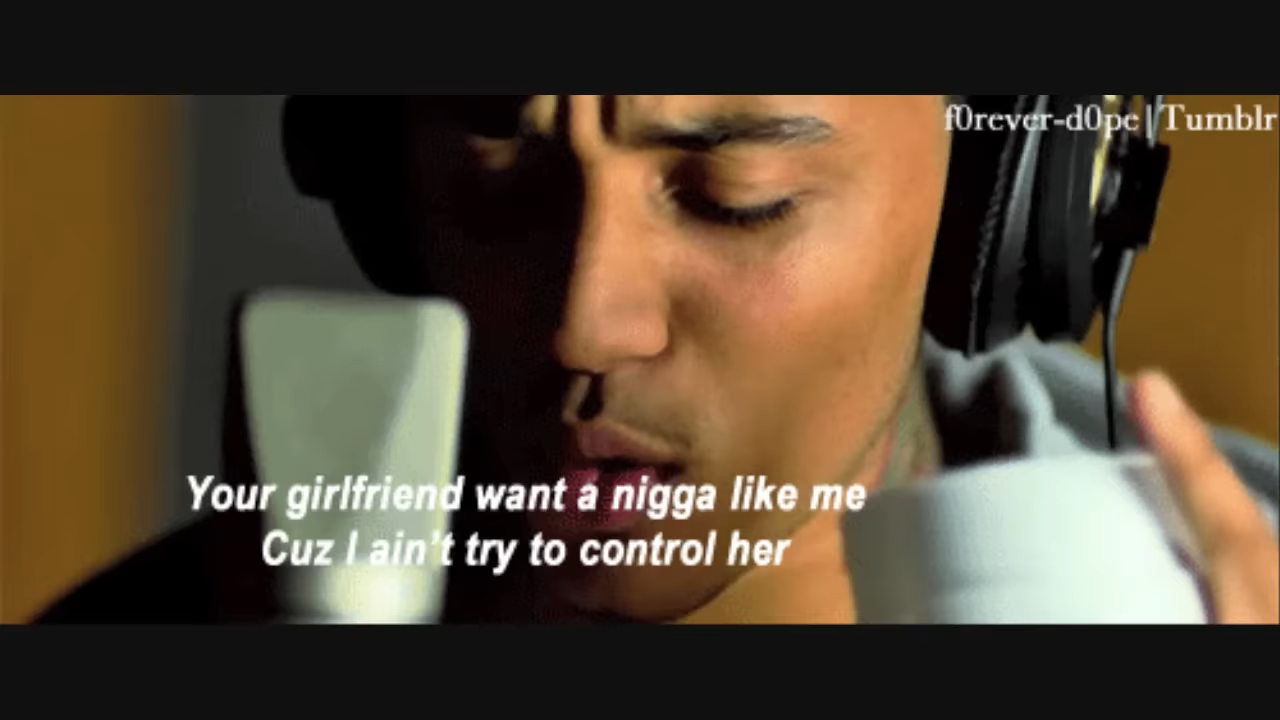 f0rever-d0pe | Tumblr
Your girlfriend want a nigga like me
Cuz I ain't try to control her